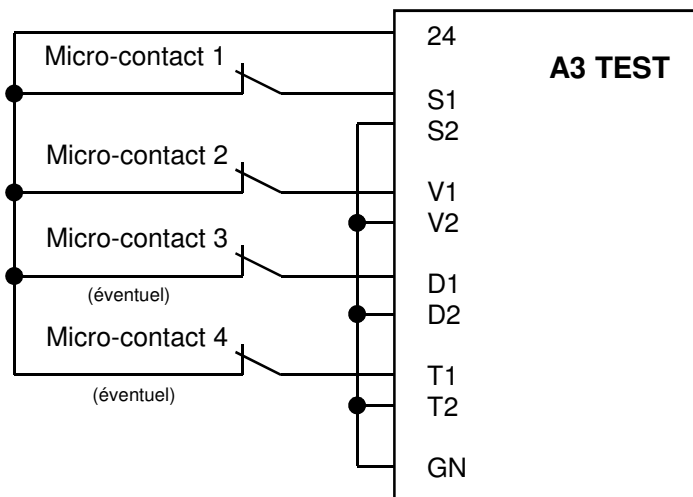 24
A3 TEST
Micro-contact 1
S1
S2
Micro-contact 2
V1
V2
Micro-contact 3
D1
(éventuel)
D2
Micro-contact 4
T1
(éventuel)
T2
GN